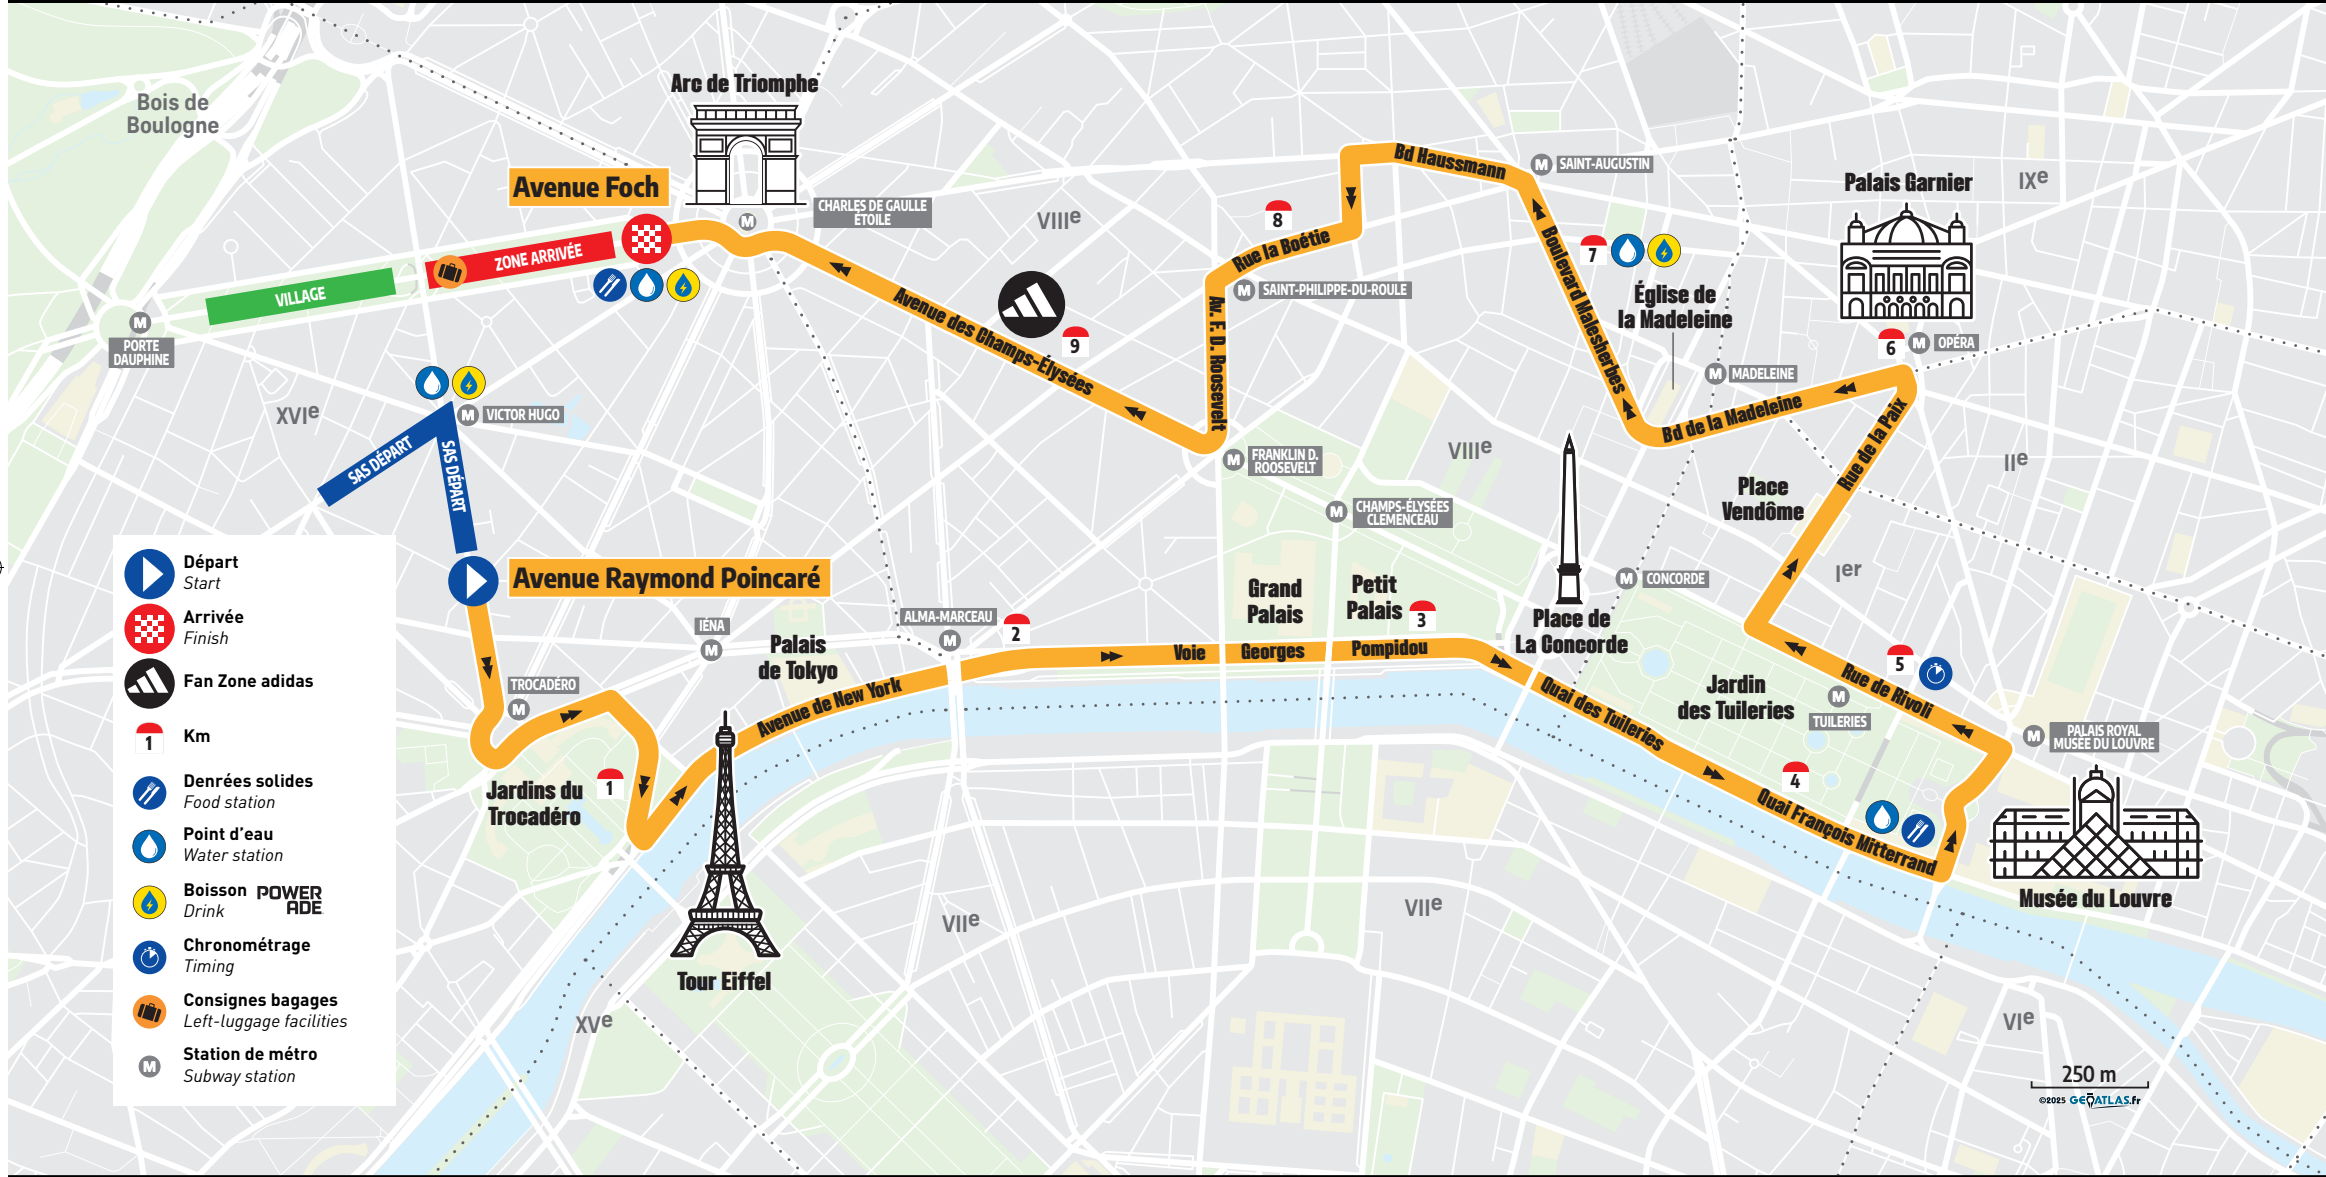 Arc de Triomphe
Bois de
Boulogne
Bd Haussmann
M SAINT-AUGUSTIN
Palais Garnier
IXe
Avenue Foch
CHARLES DE GAULLE
ÉTOILE
M
VIIIe
8
Rue la Boétie
Boulevard Malesherbes
7
ZONE ARRIVÉE
VILLAGE
M SAINT-PHILIPPE-DU-ROULE
Église de
la Madeleine
Avenue des Champs-Élysées
9
Av. F. D. Roosevelt
M
PORTE
DAUPHINE
6
M OPÉRA
M MADELEINE
XVIe
M VICTOR HUGO
SAS DÉPART
SAS DÉPART
Bd de la Madeleine
Rue de la Paix
M FRANKLIN D.
ROOSEVELT
VIIIe
IIe
M CHAMPS-ÉLYSÉES
CLEMENCEAU
Place
Vendôme
Avenue Raymond Poincaré
Grand
Palais
Petit
Palais
3
M CONCORDE
Ier
Place de
La Concorde
IÉNA
M
ALMA-MARCEAU
M
2
Palais
de Tokyo
Voie Georges Pompidou
5
TROCADÉRO
M
Avenue de New York
Quai des Tuileries
Jardin
des Tuileries
Rue de Rivoli
M
TUILERIES
M PALAIS ROYAL
MUSÉE DU LOUVRE
Jardins du
Trocadéro
1
4
Quai François Mitterrand
Musée du Louvre
Tour Eiffel
VIIe
VIIe
XVe
VIe
250 m
©2025 GEOATLAS.fr
Départ
Start
Arrivée
Finish
Fan Zone adidas
1 Km
Denrées solides
Food station
Point d'eau
Water station
Boisson POWER
Drink ADE
Chronométrage
Timing
Consignes bagages
Left-luggage facilities
M Station de métro
Subway station